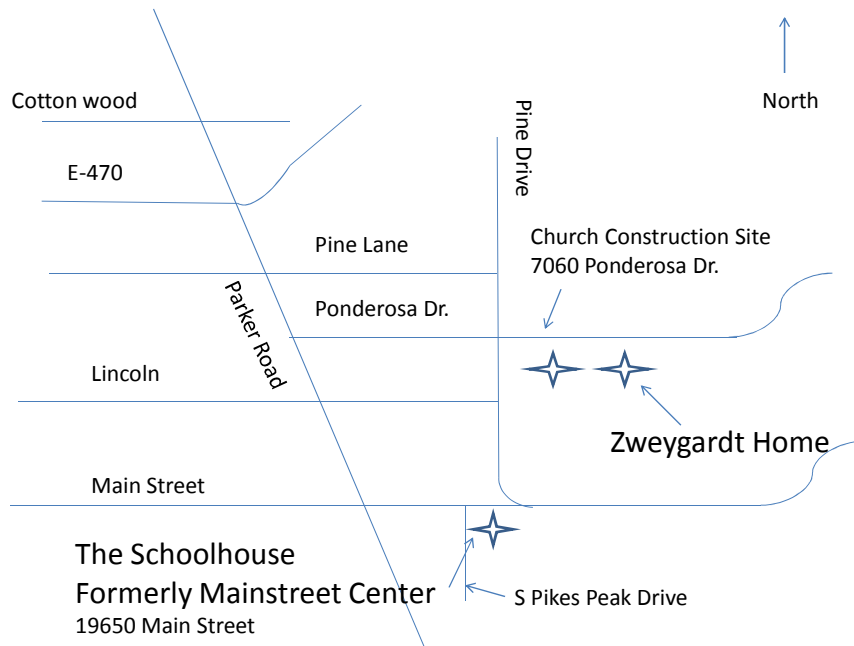 Cotton wood
North
Pine Drive
E-470
Church Construction Site
7060 Ponderosa Dr.
Pine Lane
Parker Road
Ponderosa Dr.
Lincoln
Zweygardt Home
Main Street
The Schoolhouse
Formerly Mainstreet Center
19650 Main Street
S Pikes Peak Drive